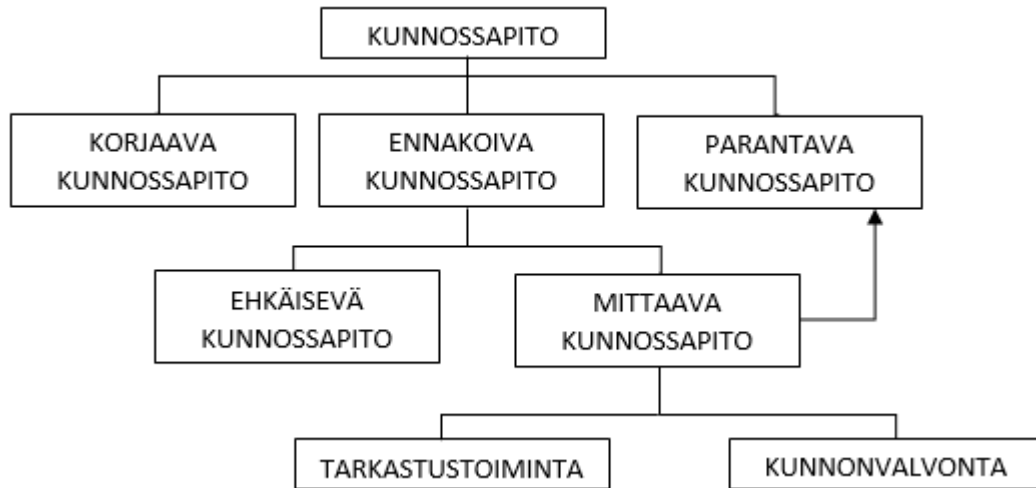 KUNNOSSAPITO
KORJAAVA
KUNNOSSAPITO
ENNAKOIVA
KUNNOSSAPITO
PARANTAVA
KUNNOSSAPITO
EHKÄISEVÄ
KUNNOSSAPITO
MITTAAVA
KUNNOSSAPITO
TARKASTUSTOIMINTA
KUNNONVALVONTA